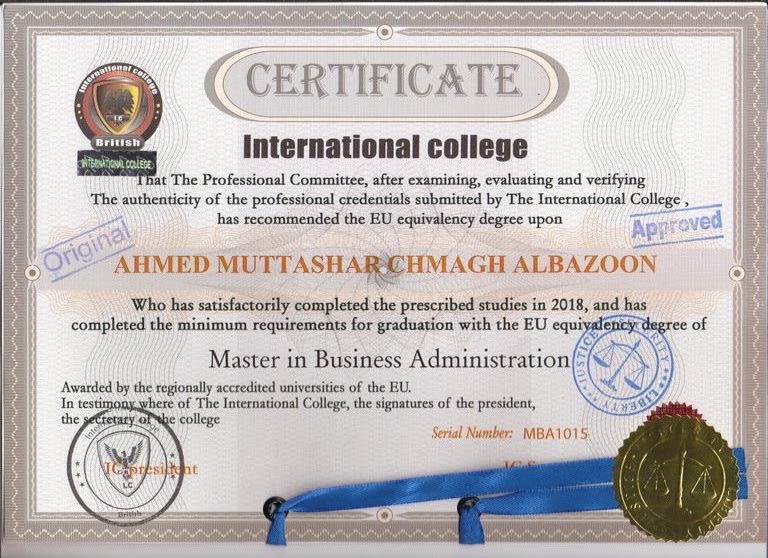 CERTIFICATE
International college
I.C
British
INTERNATIONAL COLLEGE
International college
That The Professional Committee, after examining, evaluating and verifying
The authenticity of the professional credentials submitted by The International College ,
has recommended the EU equivalency degree upon
Original
Approved
AHMED MUTTASHAR CHMAGH ALBAZOON
Who has satisfactorily completed the prescribed studies in 2018, and has
completed the minimum requirements for graduation with the EU equivalency degree of
Master in Business Administration
JUSTICE
LIBERTY
Awarded by the regionally accredited universities of the EU.
In testimony where of The International College, the signatures of the president,
the secretary of the college
Serial Number: MBA1015
International College
I.C
British
IC president